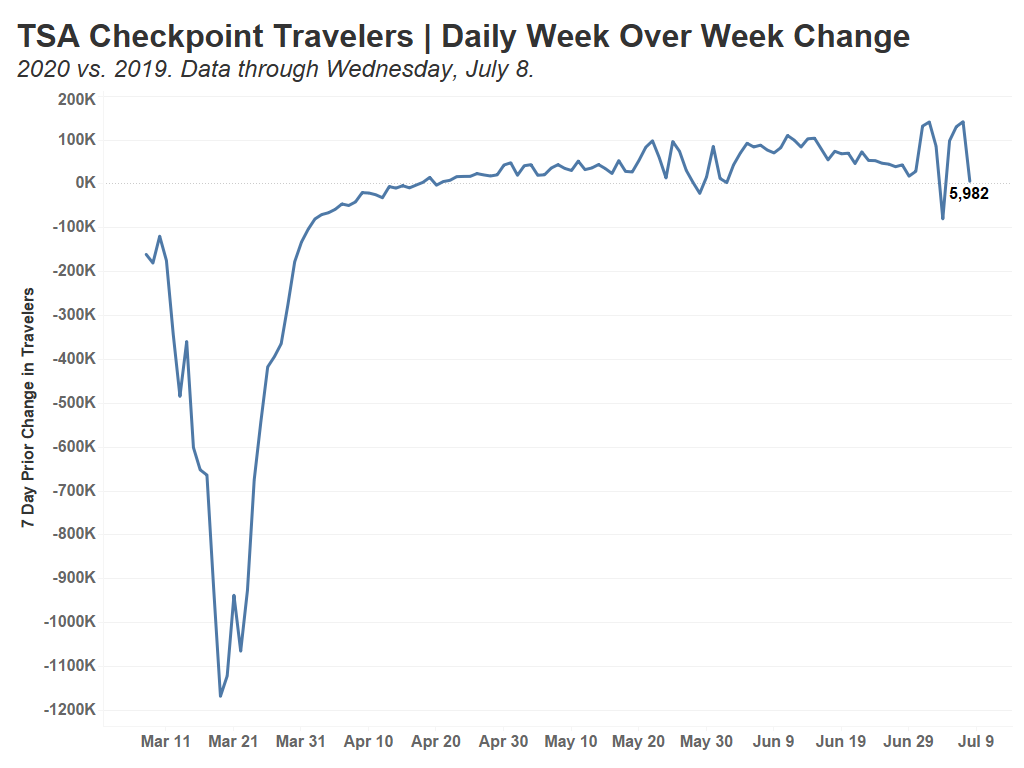 TSA Checkpoint Travelers | Daily Week Over Week Change
2020 vs. 2019. Data through Wednesday, July 8.
7 Day Prior Change in Travelers
200K
100K
0K
-100K
-200K
-300K
-400K
-500K
-600K
-700K
-800K
-900K
-1000K
-1100K
-1200K
5,982
Mar 11 Mar 21 Mar 31 Apr 10 Apr 20 Apr 30 May 10 May 20 May 30 Jun 9 Jun 19 Jun 29 Jul 9